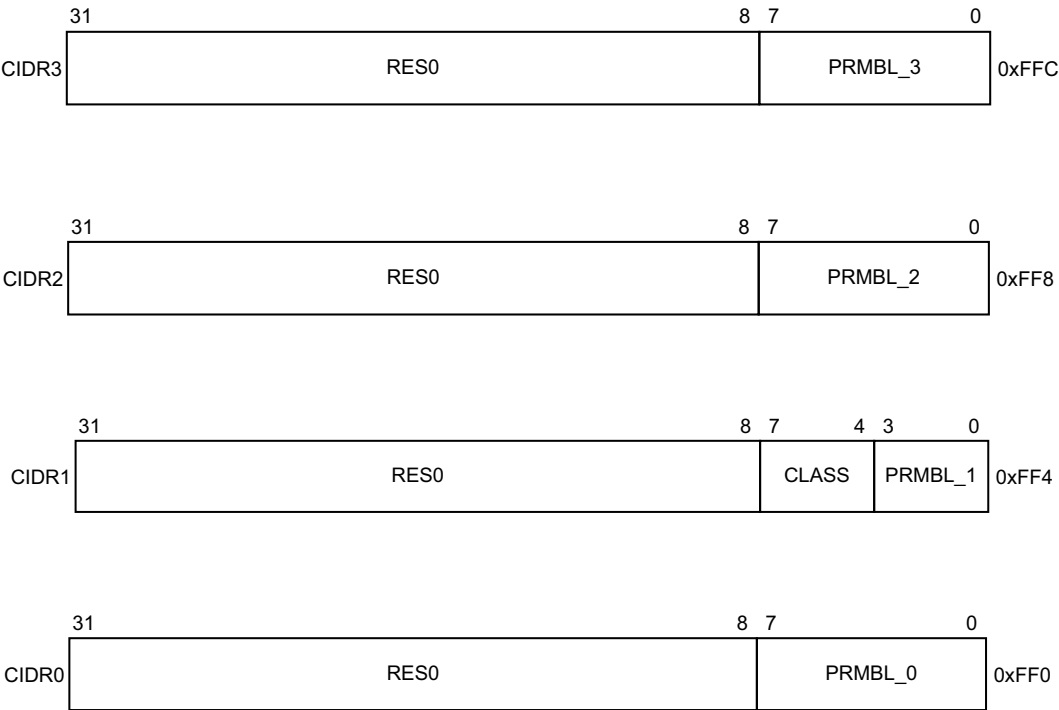 31 8 7 0
CIDR3 RES0 PRMBL_3 0xFFC
31 8 7 0
CIDR2 RES0 PRMBL_2 0xFF8
31 8 7 4 3 0
CIDR1 RES0 CLASS PRMBL_1 0xFF4
31 8 7 0
CIDR0 RES0 PRMBL_0 0xFF0